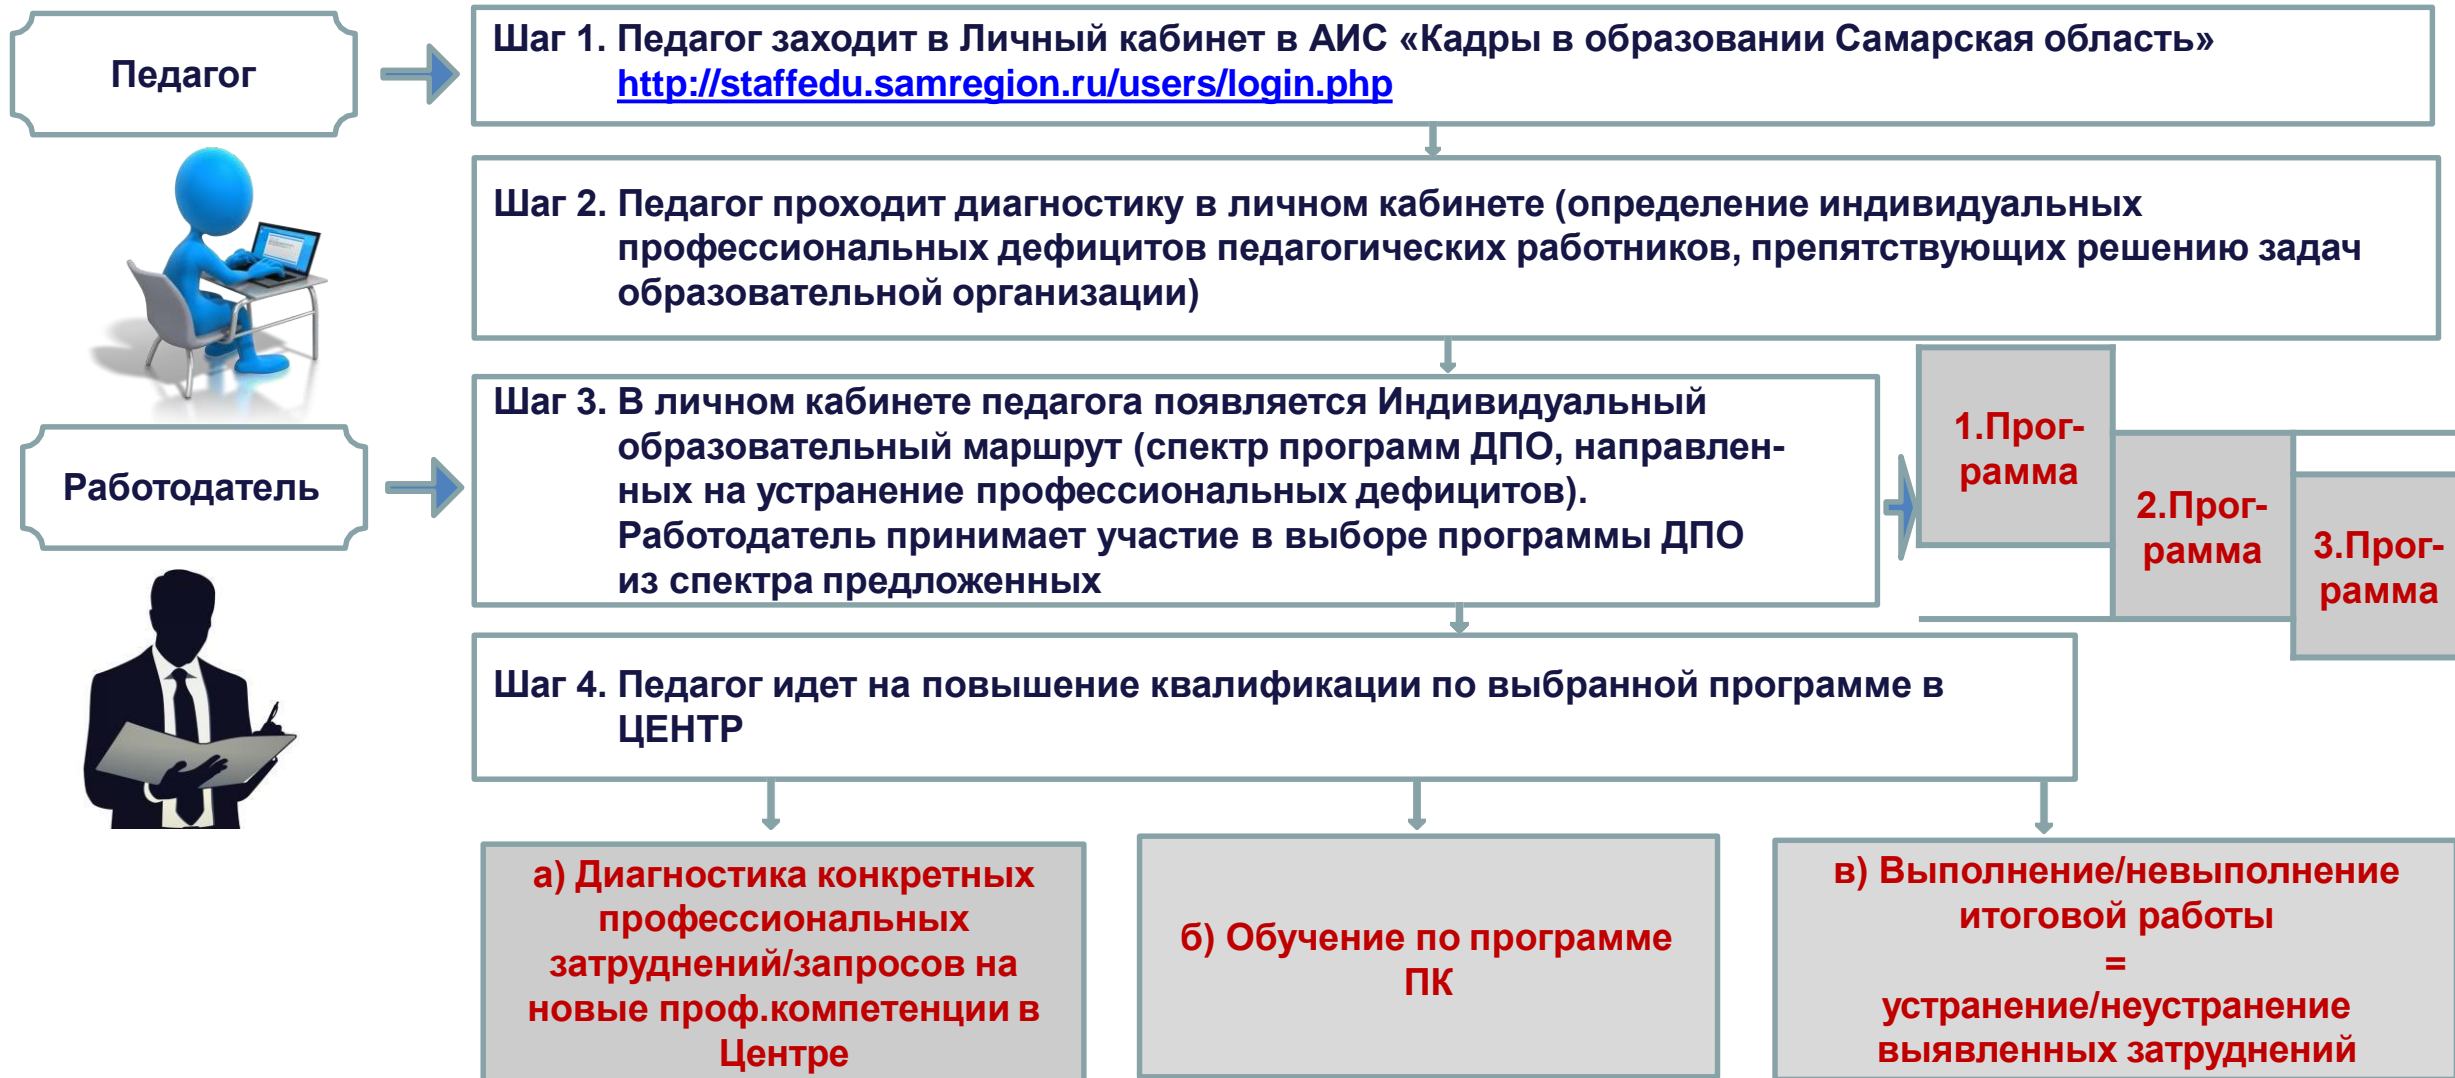 Педагог
Шаг 1. Педагог заходит в Личный кабинет в АИС «Кадры в образовании Самарская область»
http://staffedu.samregion.ru/users/login.php
Шаг 2. Педагог проходит диагностику в личном кабинете (определение индивидуальных
профессиональных дефицитов педагогических работников, препятствующих решению задач
образовательной организации)
Работодатель
Шаг 3. В личном кабинете педагога появляется Индивидуальный
образовательный маршрут (спектр программ ДПО, направлен-
ных на устранение профессиональных дефицитов).
Работодатель принимает участие в выборе программы ДПО
из спектра предложенных
1.Прог-
рамма
2.Прог-
рамма
3.Прог-
рамма
Шаг 4. Педагог идет на повышение квалификации по выбранной программе в
ЦЕНТР
а) Диагностика конкретных
профессиональных
затруднений/запросов на
новые проф.компетенции в
Центре
б) Обучение по программе
ПК
в) Выполнение/невыполнение
итоговой работы
=
устранение/неустранение
выявленных затруднений